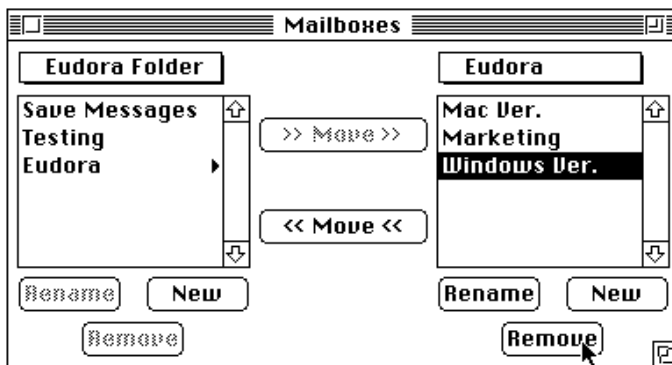 Mailboxes
Eudora Folder
Eudora
Save Messages
Testing
Eudora
>> Move >>
<< Move <<
Mac Ver.
Marketing
Windows Ver.
Rename
New
Remove
Rename
New
Remove